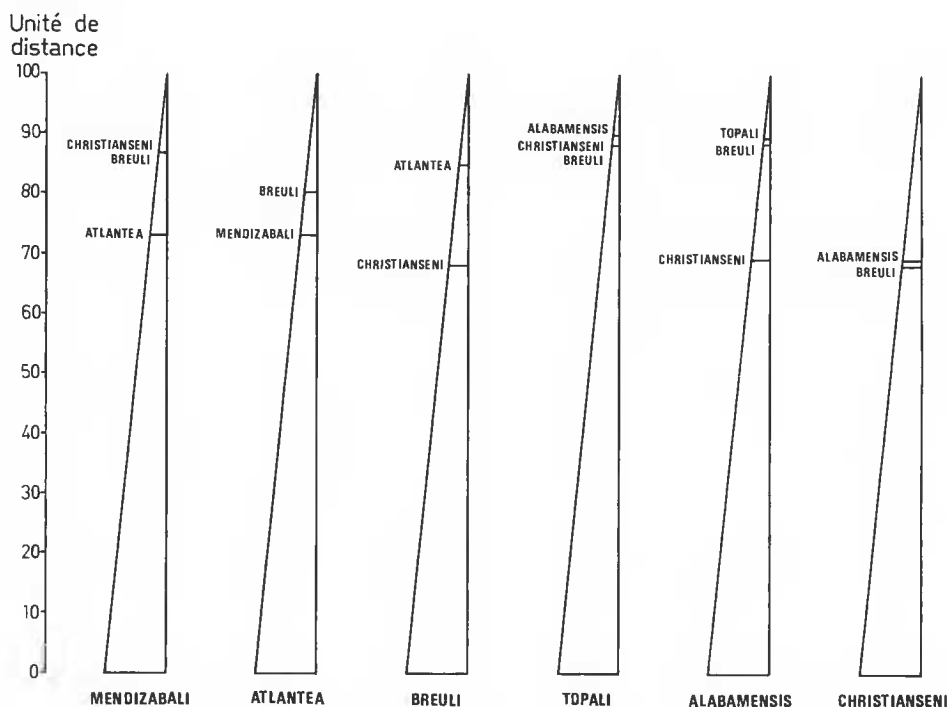 Unité de
distance
100
90
80
70
60
50
40
30
20
10
0
CHRISTIANSENI
BREULI
ATLANTEA
BREULI
MENDIZABALI
ATLANTEA
CHRISTIANSENI
ALABAMENSIS
CHRISTIANSENI
BREULI
TOPALI
BREULI
CHRISTIANSENI
ALABAMENSIS
BREULI
MENDIZABALI
ATLANTEA
BREULI
TOPALI
ALABAMENSIS
CHRISTIANSENI